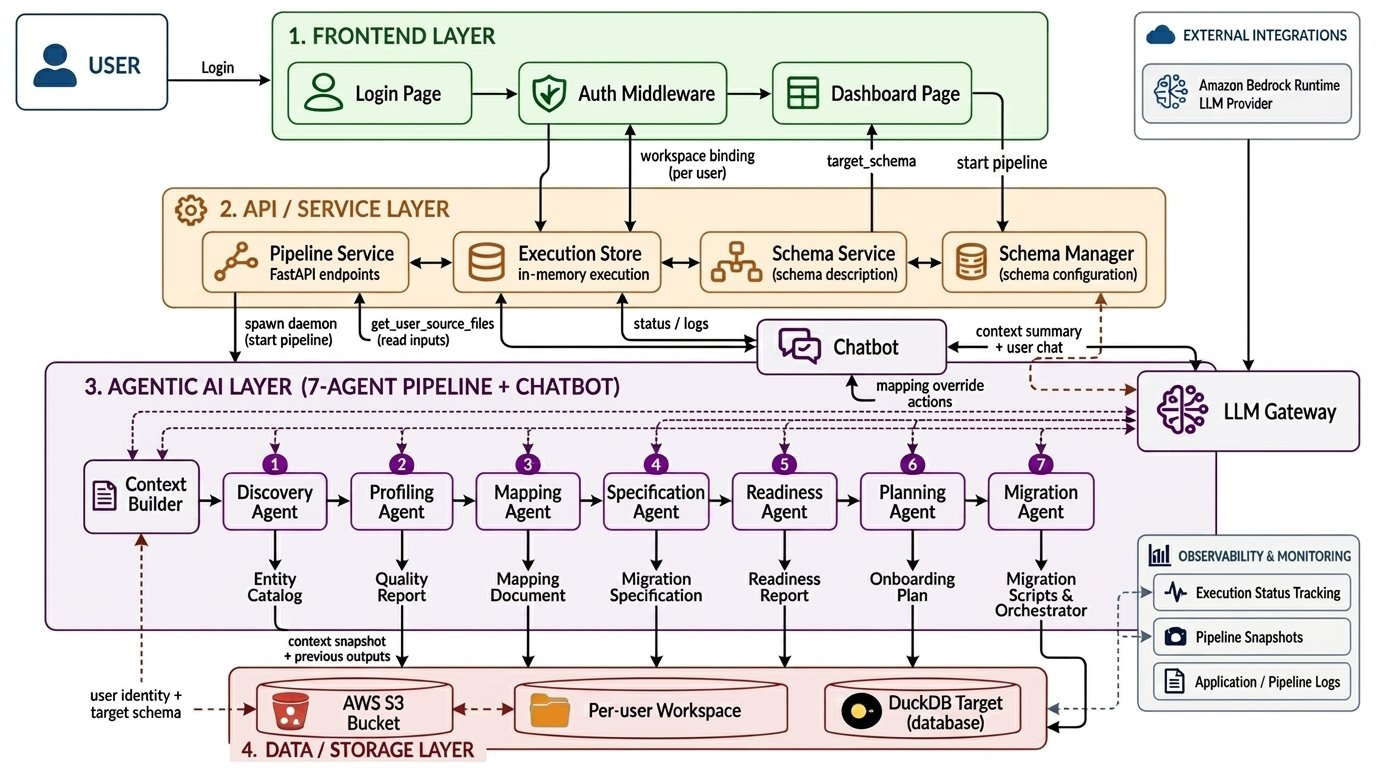 USER
Login
1. FRONTEND LAYER
Login Page
Auth Middleware
Dashboard Page
EXTERNAL INTEGRATIONS
Amazon Bedrock Runtime
LLM Provider
workspace binding
(per user)
target_schema
start pipeline
2. API / SERVICE LAYER
Pipeline Service
FastAPI endpoints
Execution Store
in-memory execution
Schema Service
(schema description)
Schema Manager
(schema configuration)
spawn daemon
(start pipeline)
get_user_source_files
(read inputs)
status / logs
Chatbot
context summary
+ user chat
mapping override
actions
3. AGENTIC AI LAYER (7-AGENT PIPELINE + CHATBOT)
LLM Gateway
1
2
3
4
5
6
7
Context
Builder
Discovery
Agent
Profiling
Agent
Mapping
Agent
Specification
Agent
Readiness
Agent
Planning
Agent
Migration
Agent
Entity
Catalog
Quality
Report
Mapping
Document
Migration
Specification
Readiness
Report
Onboarding
Plan
Migration
Scripts &
Orchestrator
OBSERVABILITY & MONITORING
Execution Status Tracking
Pipeline Snapshots
Application / Pipeline Logs
context snapshot
+ previous outputs
user identity +
target schema
AWS S3
Bucket
Per-user Workspace
DuckDB Target
(database)
4. DATA / STORAGE LAYER